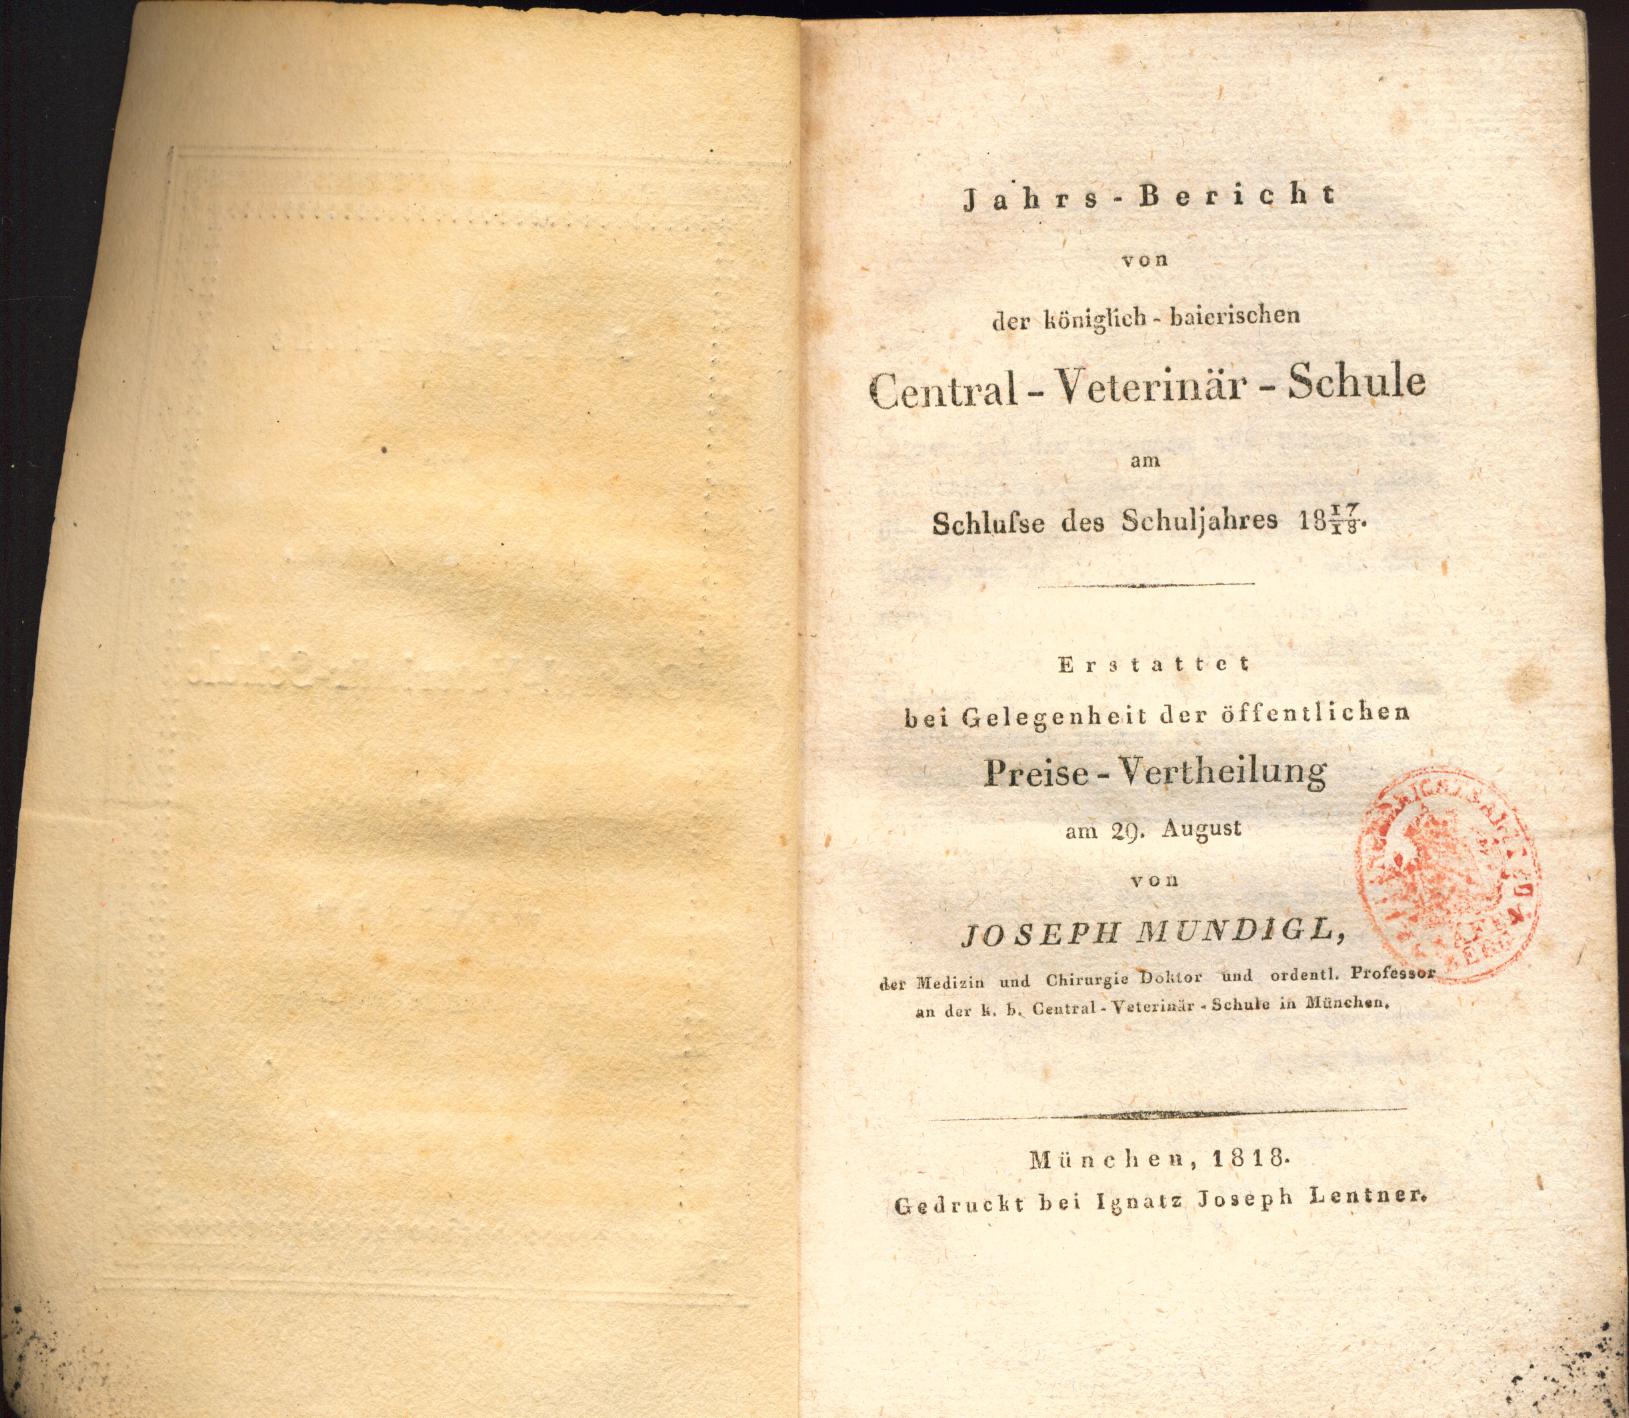 Jahrs-Bericht
von
der königlich-baierischen
Central-Veterinär-Schule
am
Schluſse des Schuljahres 18 17/18.
Erstattet
bei Gelegenheit der öffentlichen
Preise-Vertheilung
am 29. August
von
JOSEPH MUNDIGL,
der Medizin und Chirurgie Doktor und ordentl. Professor
an der k. b. Central-Veterinär-Schule in München.
München, 1818.
Gedruckt bei Ignatz Joseph Lentner.